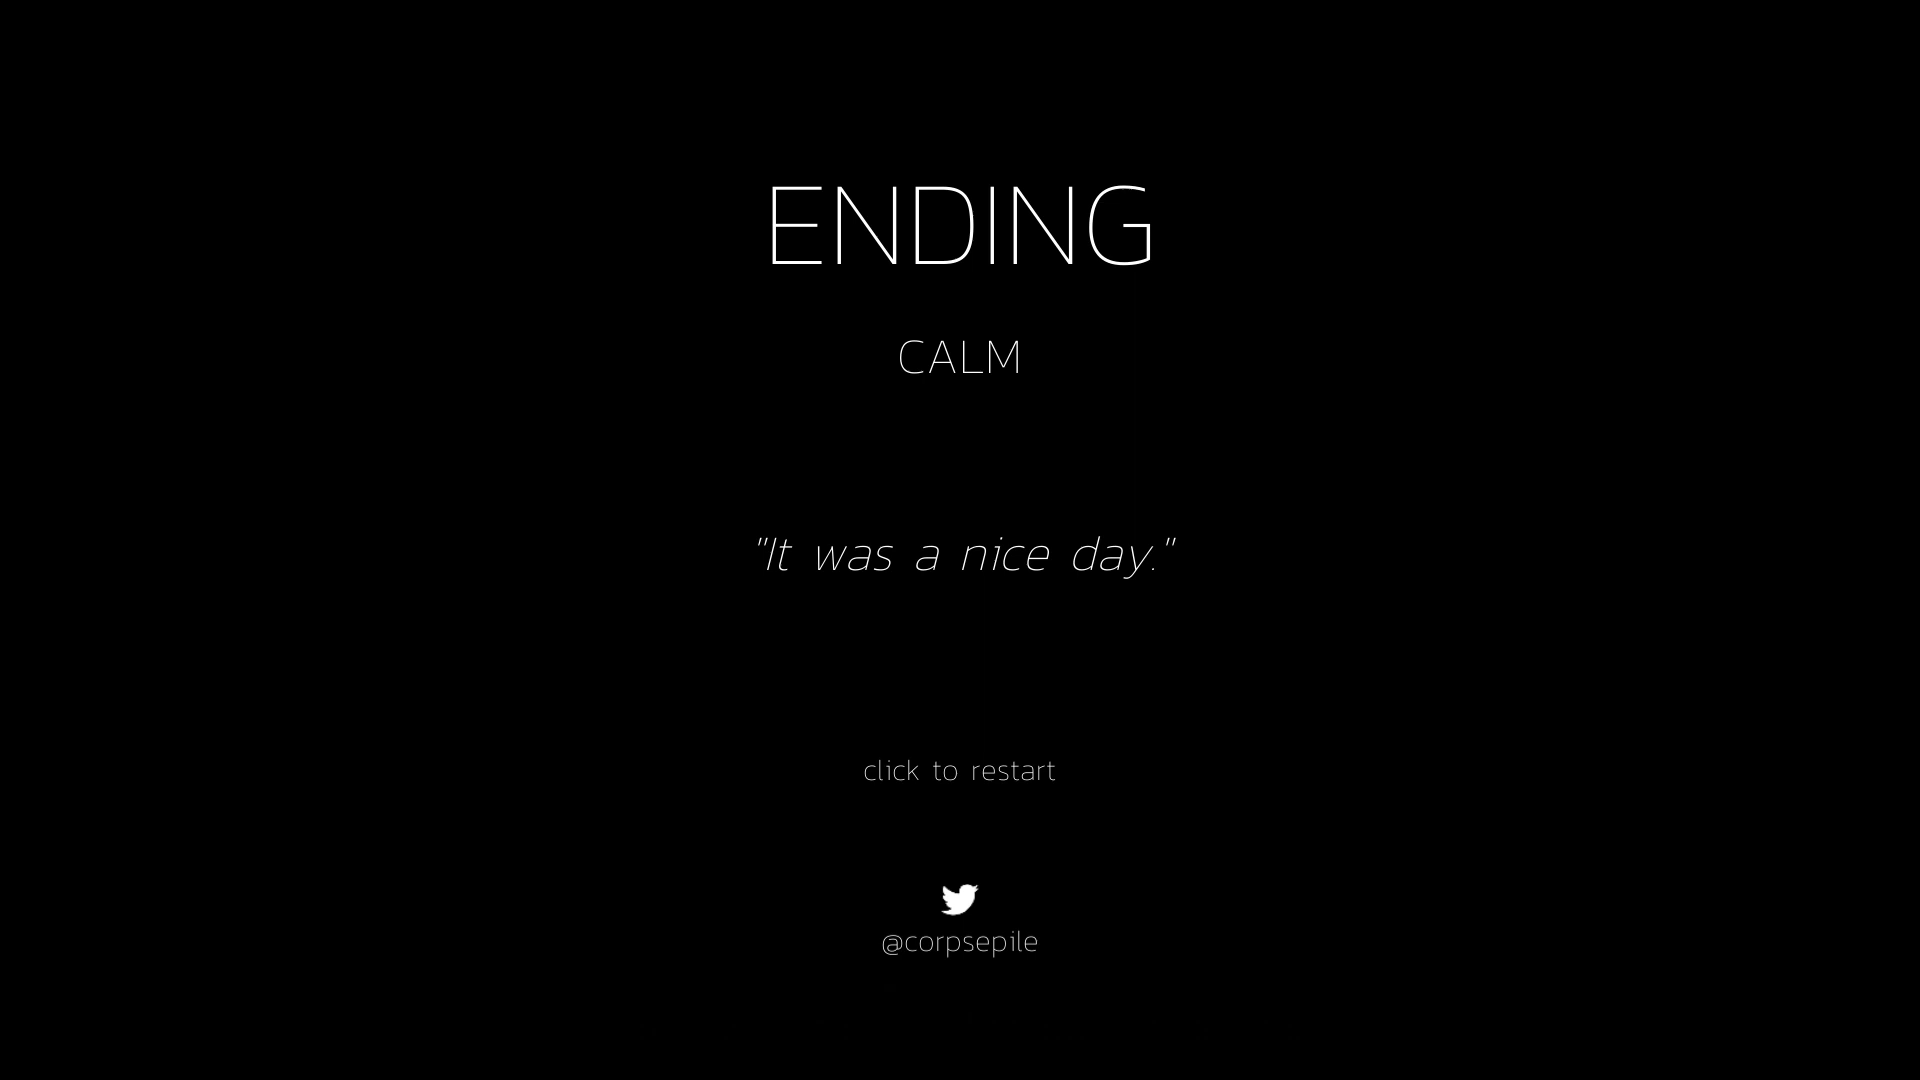 ENDING
CALM
"It was a nice day."
click to restart
@corpsepile